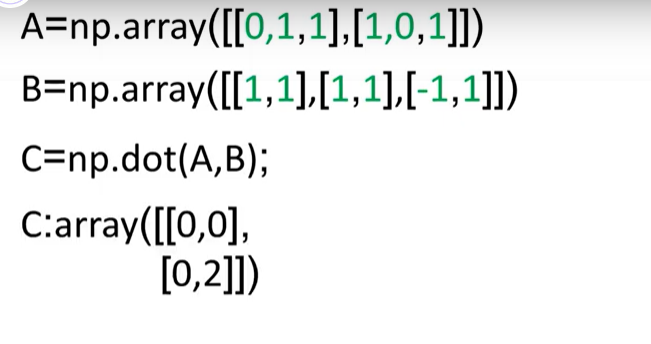 A=np.array([[0,1,1],[1,0,1]])
B=np.array([[1,1],[1,1],[-1,1]])
C=np.dot(A,B);
C:array([[0,0],
[0,2]])